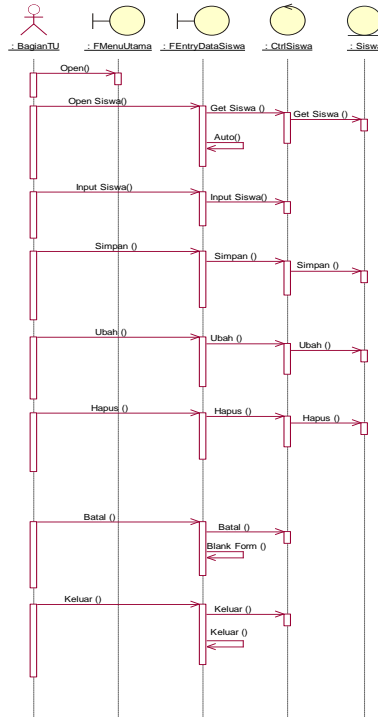 : BagianTU
: FMenuUtama
: FEntryDataSiswa
: CtrlSiswa
: Siswa
Open()
Open Siswa()
Get Siswa ()
Get Siswa ()
Auto()
Input Siswa()
Input Siswa()
Simpan ()
Simpan ()
Simpan ()
Ubah ()
Ubah ()
Ubah ()
Hapus ()
Hapus ()
Hapus ()
Batal ()
Batal ()
Blank Form ()
Keluar ()
Keluar ()
Keluar ()